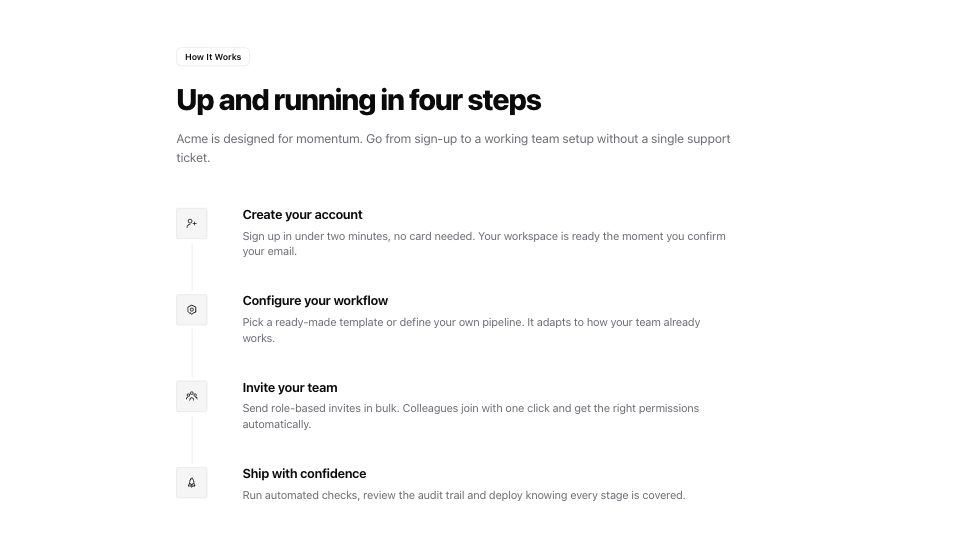 How It Works
Up and running in four steps
Acme is designed for momentum. Go from sign-up to a working team setup without a single support
ticket.
Create your account
Sign up in under two minutes, no card needed. Your workspace is ready the moment you confirm
your email.
Configure your workflow
Pick a ready-made template or define your own pipeline. It adapts to how your team already
works.
Invite your team
Send role-based invites in bulk. Colleagues join with one click and get the right permissions
automatically.
Ship with confidence
Run automated checks, review the audit trail and deploy knowing every stage is covered.